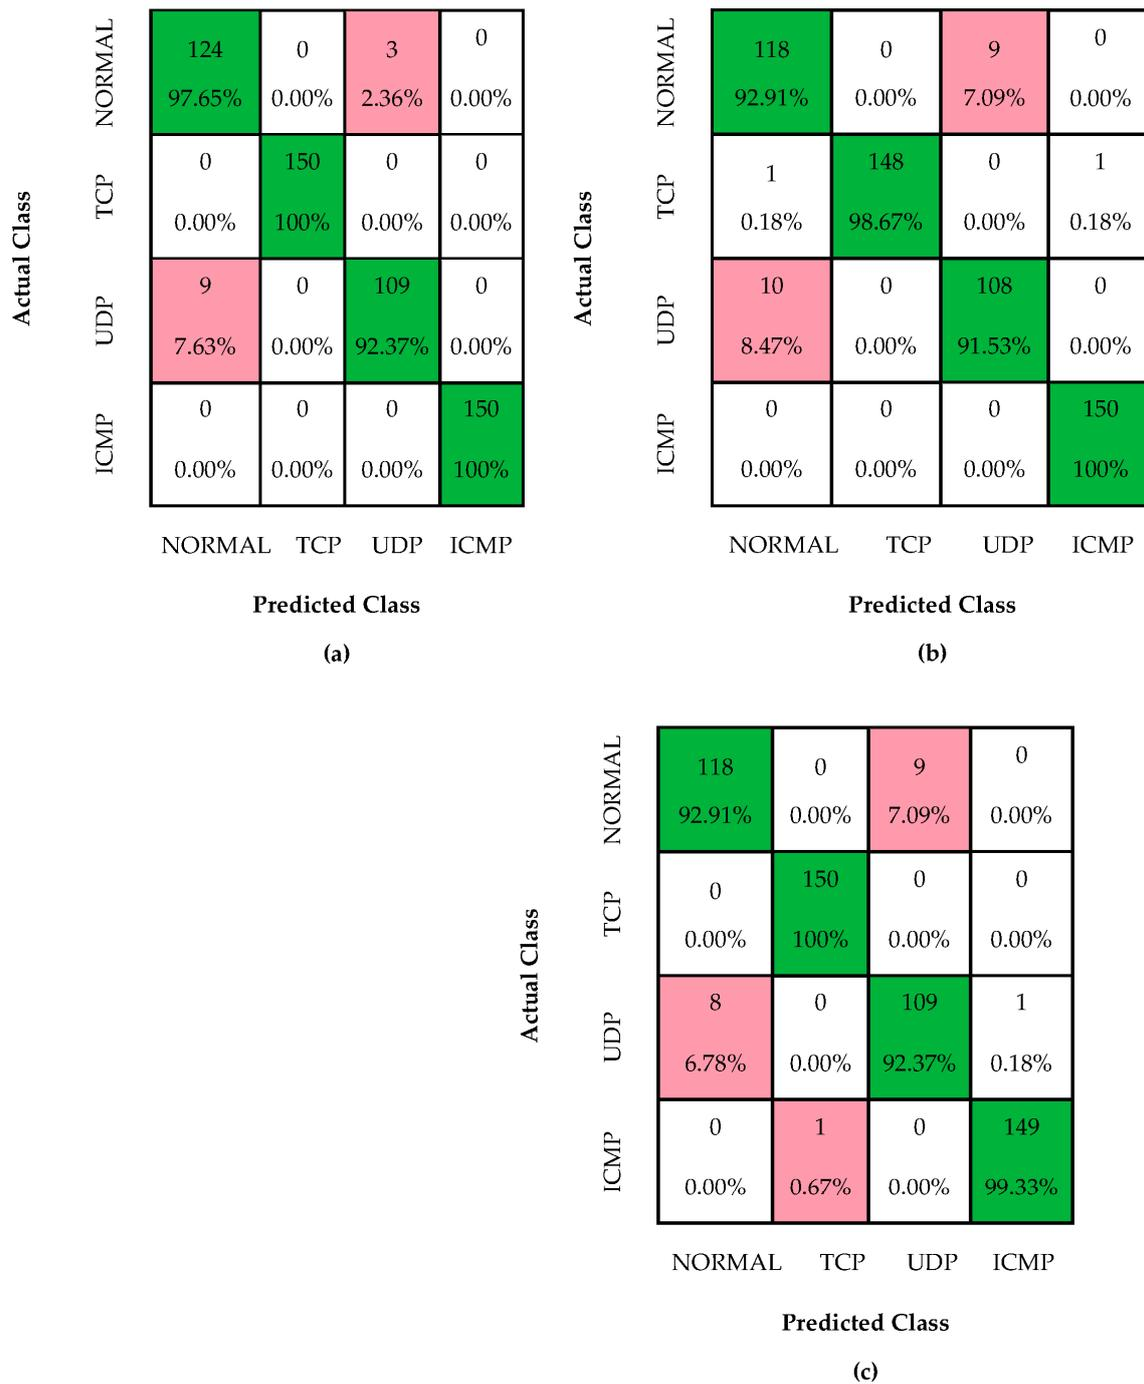 NORMAL 124 0 3 0
97.65% 0.00% 2.36% 0.00%
TCP 0 150 0 0
0.00% 100% 0.00% 0.00%
UDP 9 0 109 0
7.63% 0.00% 92.37% 0.00%
ICMP 0 0 0 150
0.00% 0.00% 0.00% 100%
Actual Class
NORMAL TCP UDP ICMP
Predicted Class
(a)
NORMAL 118 0 9 0
92.91% 0.00% 7.09% 0.00%
TCP 1 148 0 1
0.18% 98.67% 0.00% 0.18%
UDP 10 0 108 0
8.47% 0.00% 91.53% 0.00%
ICMP 0 0 0 150
0.00% 0.00% 0.00% 100%
Actual Class
NORMAL TCP UDP ICMP
Predicted Class
(b)
NORMAL 118 0 9 0
92.91% 0.00% 7.09% 0.00%
TCP 0 150 0 0
0.00% 100% 0.00% 0.00%
UDP 8 0 109 1
6.78% 0.00% 92.37% 0.18%
ICMP 0 1 0 149
0.00% 0.67% 0.00% 99.33%
Actual Class
NORMAL TCP UDP ICMP
Predicted Class
(c)